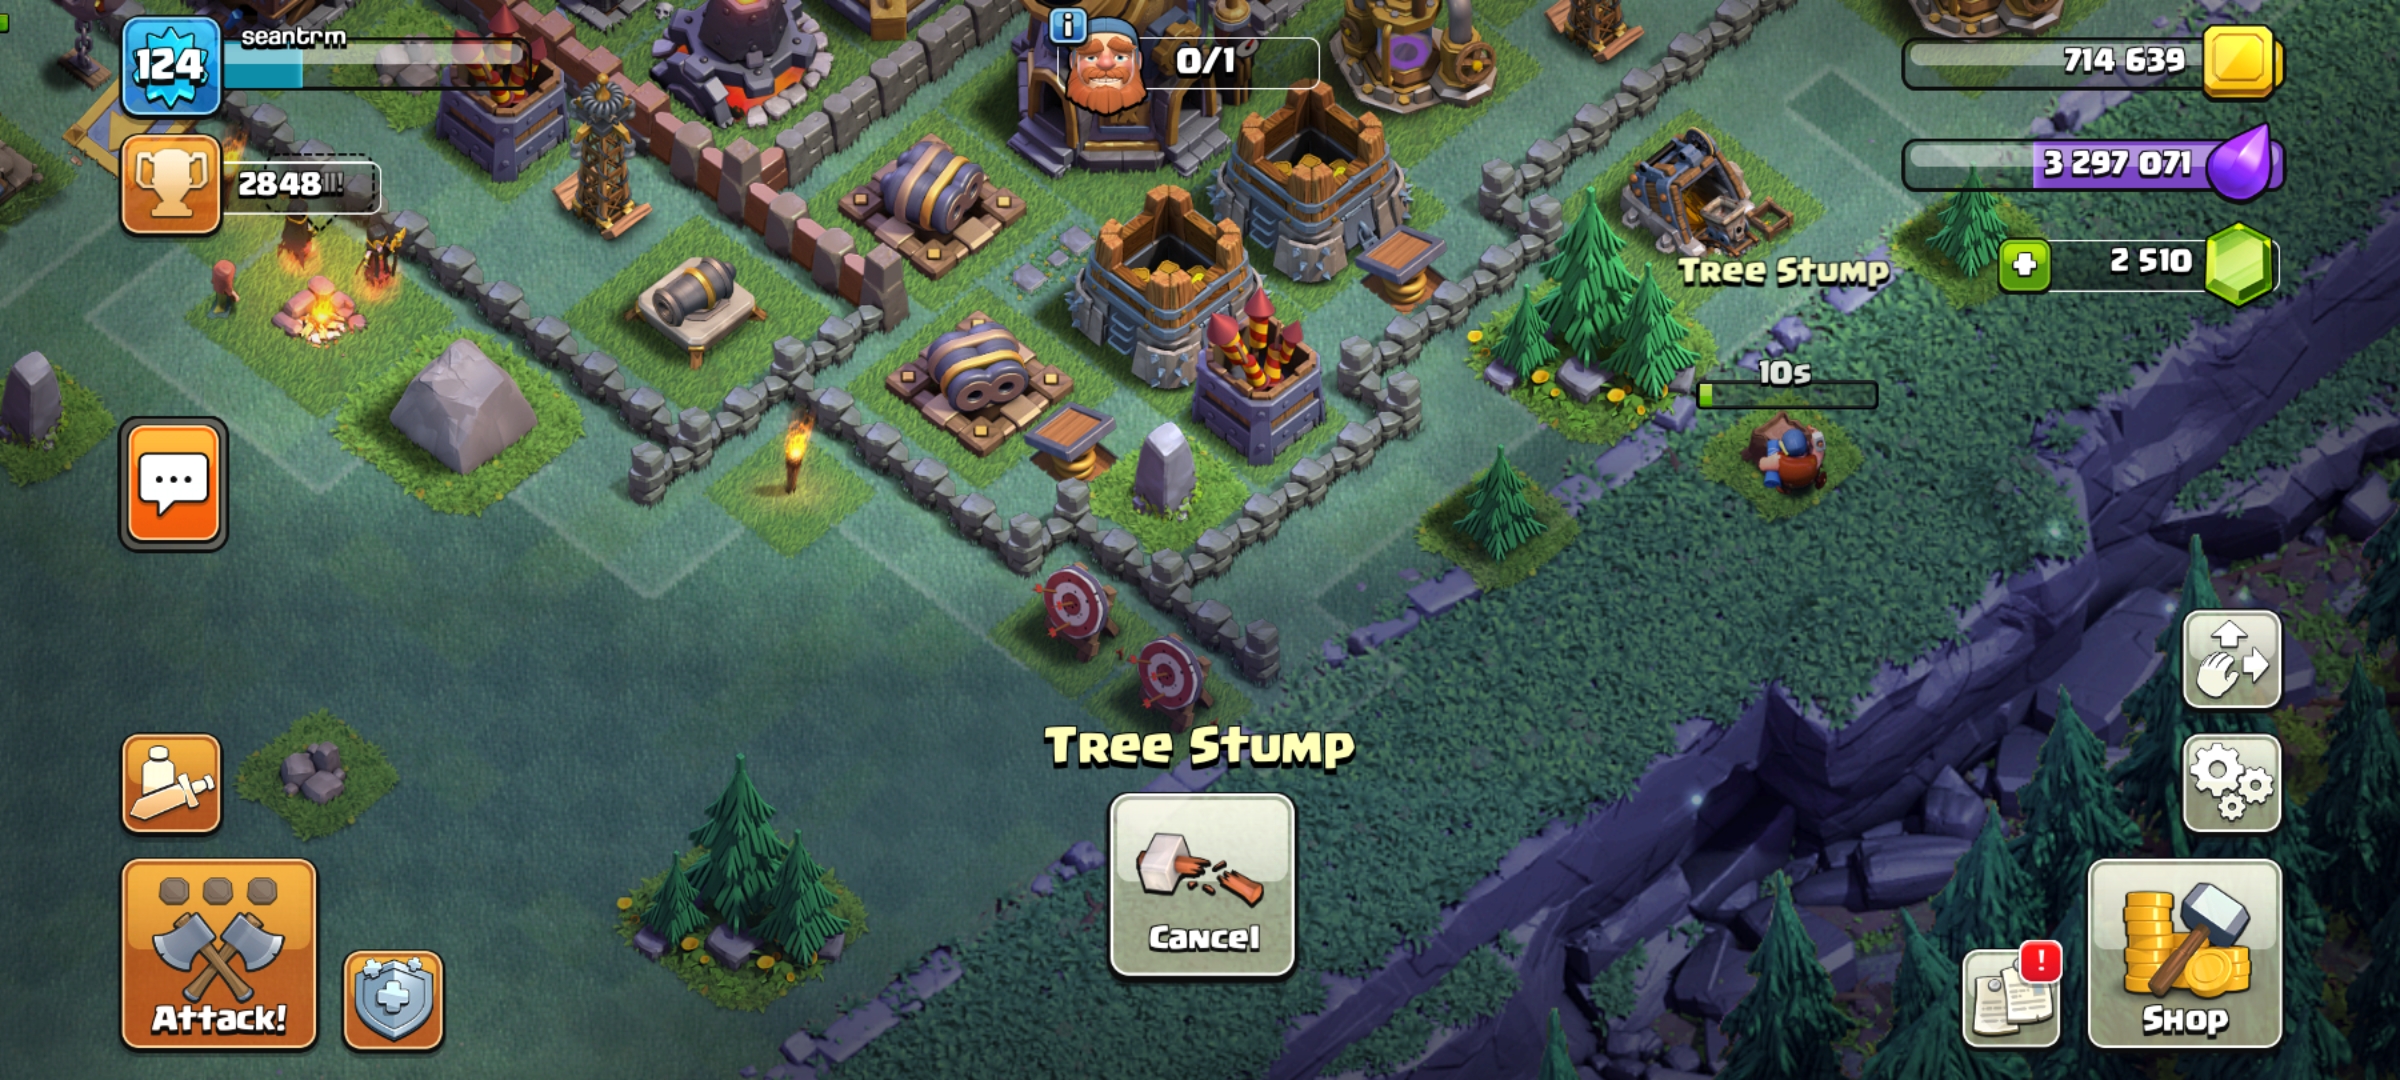 seantrm
124
0/1
714 639
2848
3 297 071
2 510
Tree Stump
10s
Tree Stump
Cancel
Attack!
!
Shop